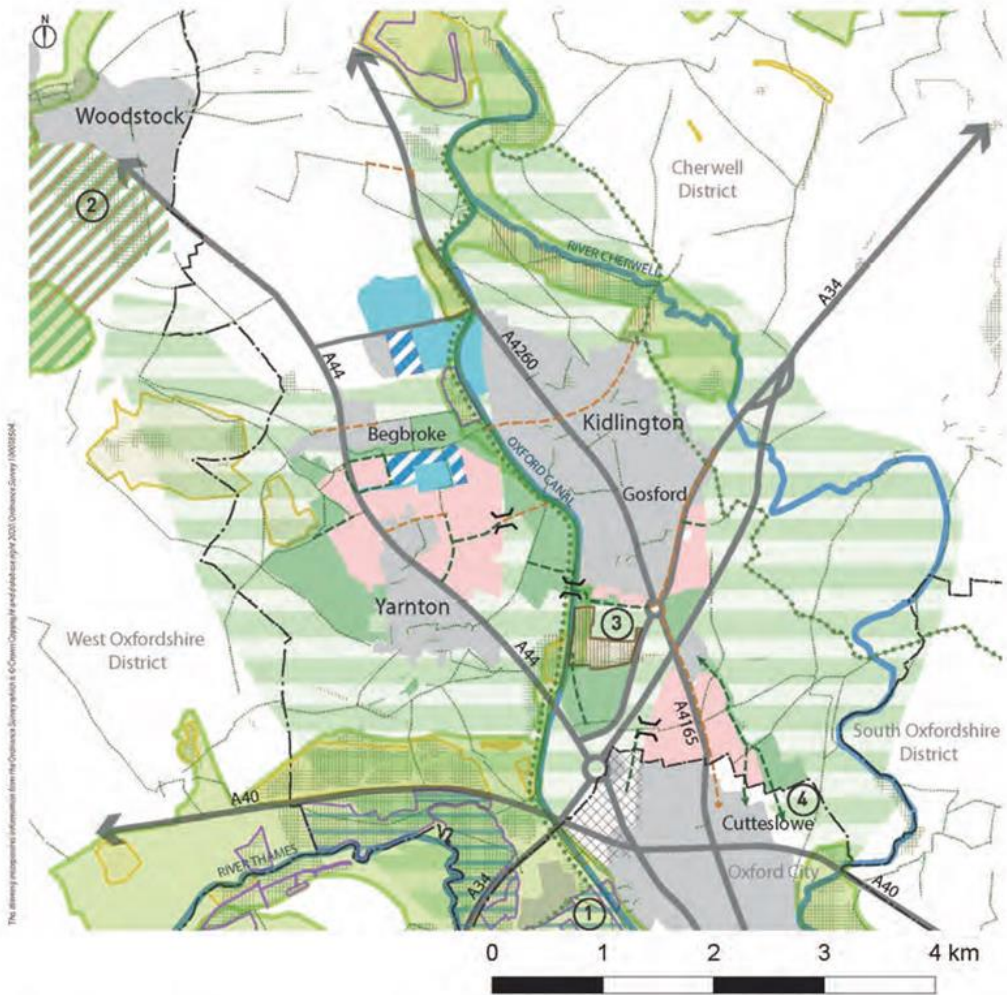 N
Woodstock
2
Cherwell
District
RIVER CHERWELL
A34
A44
A4260
Kidlington
Begbroke
OXFORD CANAL
Gosford
Yarnton
3
West Oxfordshire
District
A44
A4165
South Oxfordshire
District
4
A40
Cutteslowe
RIVER THAMES
Oxford City
A34
A40
1
0 1 2 3 4 km